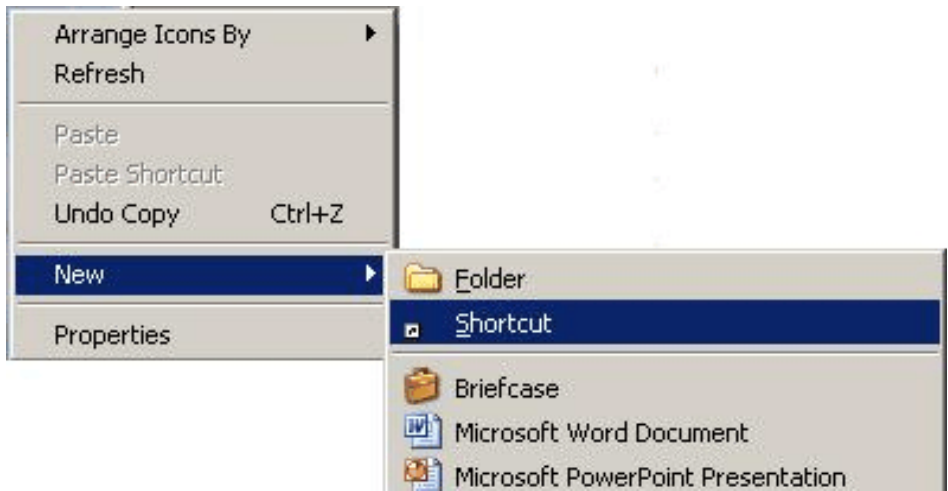 Arrange Icons By
Refresh
Paste
Paste Shortcut
Undo Copy Ctrl+Z
New
Properties
Folder
Shortcut
Briefcase
Microsoft Word Document
Microsoft PowerPoint Presentation